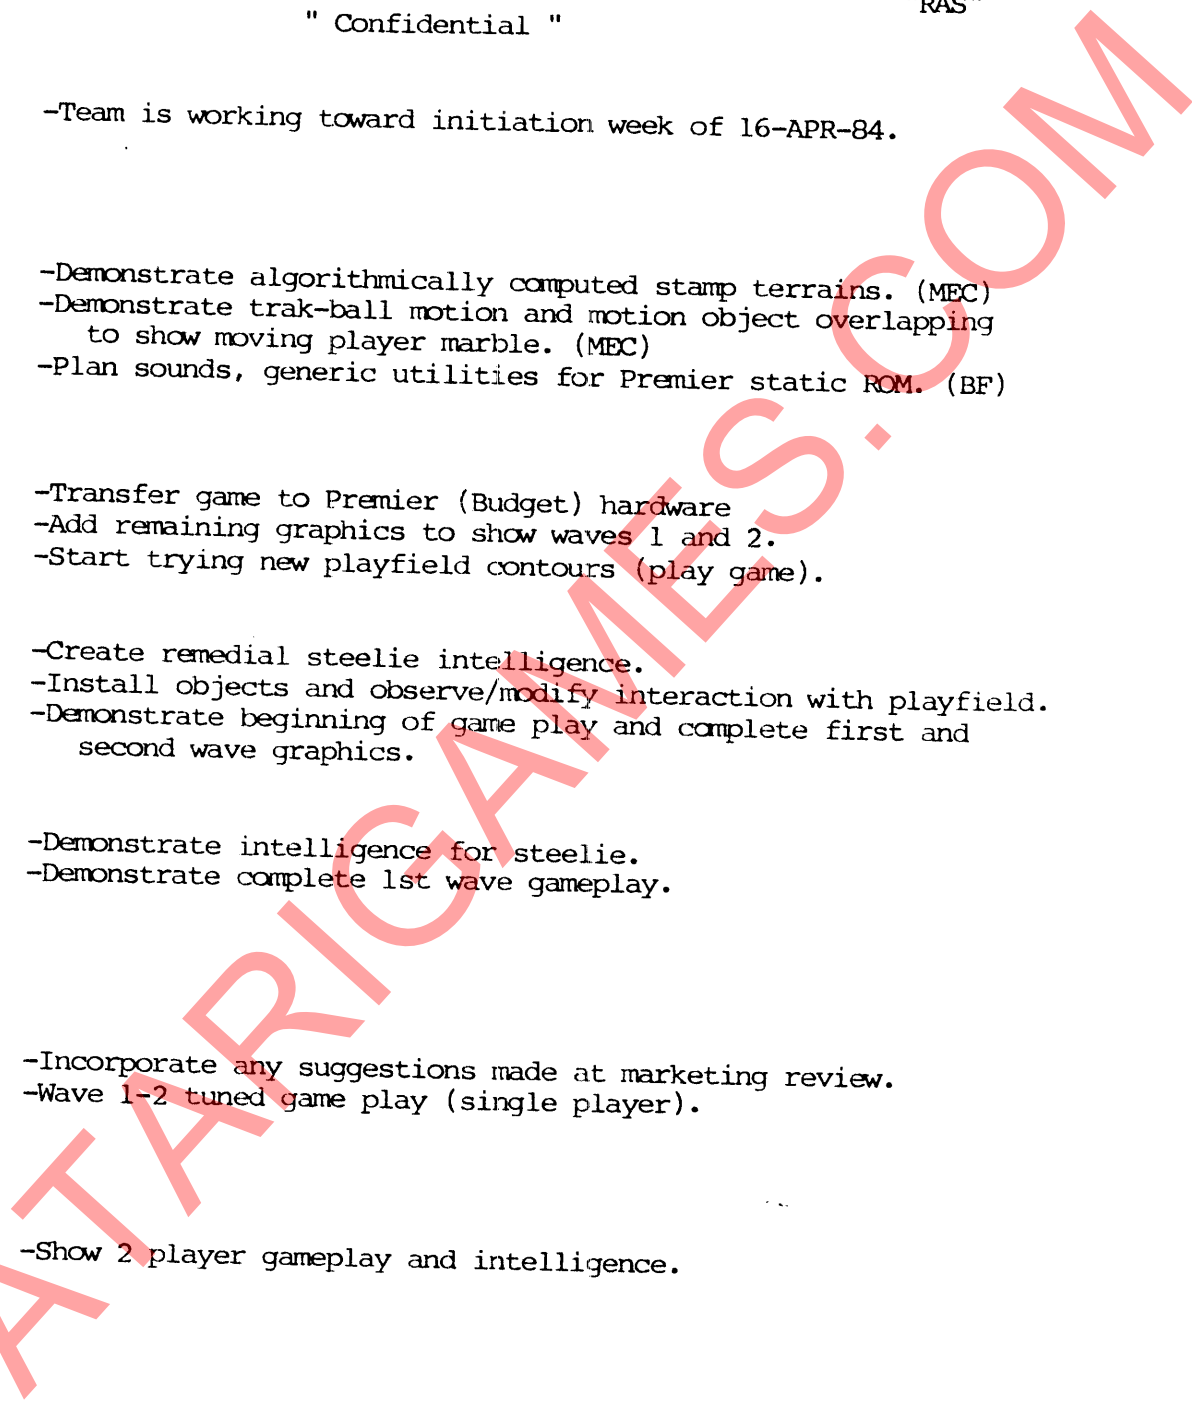 RAS
" Confidential "
-Team is working toward initiation week of 16-APR-84.
-Demonstrate algorithmically computed stamp terrains. (MEC)
-Demonstrate trak-ball motion and motion object overlapping
to show moving player marble. (MEC)
-Plan sounds, generic utilities for Premier static ROM. (BF)
-Transfer game to Premier (Budget) hardware
-Add remaining graphics to show waves 1 and 2.
-Start trying new playfield contours (play game).
-Create remedial steelie intelligence.
-Install objects and observe/modify interaction with playfield.
-Demonstrate beginning of game play and complete first and
second wave graphics.
-Demonstrate intelligence for steelie.
-Demonstrate complete 1st wave gameplay.
-Incorporate any suggestions made at marketing review.
-Wave 1-2 tuned game play (single player).
-Show 2 player gameplay and intelligence.
ATARIGAMES.COM